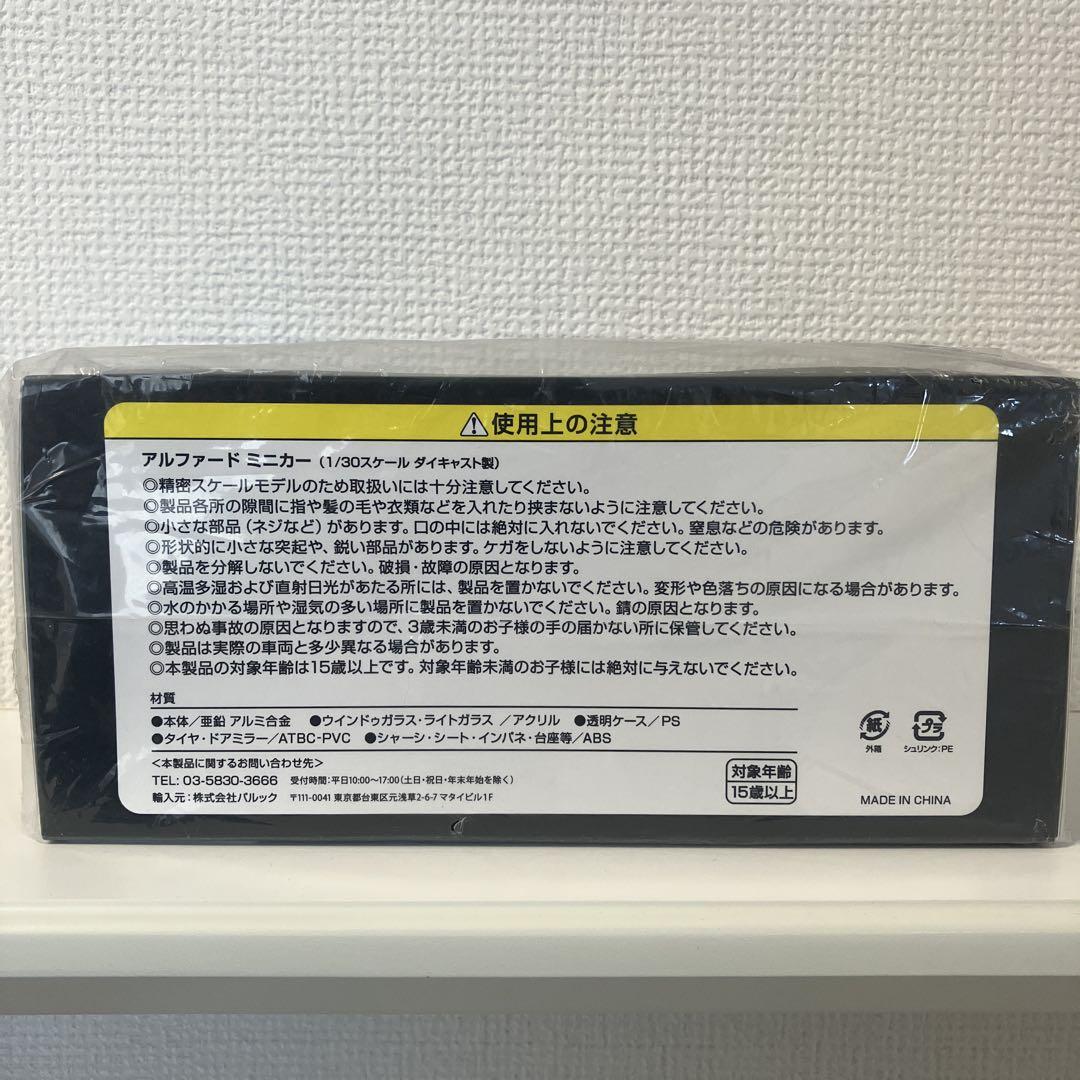 ⚠使用上の注意
アルファード ミニカー（1/30スケール ダイキャスト製）
◎精密スケールモデルのため取扱いには十分注意してください。
◎製品各所の隙間に指や髪の毛や衣類などを入れたり挟まないように注意してください。
◎小さな部品（ネジなど）があります。口の中には絶対に入れないでください。窒息などの危険があります。
◎形状的に小さな突起や、鋭い部品があります。ケガをしないように注意してください。
◎製品を分解しないでください。破損・故障の原因となります。
◎高温多湿および直射日光があたる所には、製品を置かないでください。変形や色落ちの原因になる場合があります。
◎水のかかる場所や湿気の多い場所に製品を置かないでください。錆の原因となります。
◎思わぬ事故の原因となりますので、3歳未満のお子様の手の届かない所に保管してください。
◎製品は実際の車両と多少異なる場合があります。
◎本製品の対象年齢は15歳以上です。対象年齢未満のお子様には絶対に与えないでください。
材質
●本体／亜鉛 アルミ合金 ●ウインドゥガラス・ライトガラス ／アクリル ●透明ケース／PS
●タイヤ・ドアミラー／ATBC-PVC ●シャーシ・シート・インパネ・台座等／ABS
＜本製品に関するお問い合わせ先＞
TEL: 03-5830-3666 受付時間：平日10:00～17:00（土日・祝日・年末年始を除く）
輸入元：株式会社バルック 〒111-0041 東京都台東区元浅草2-6-7 マタイビル1F
対象年齢
15歳以上
紙
外箱
プラ
シュリンク：PE
MADE IN CHINA